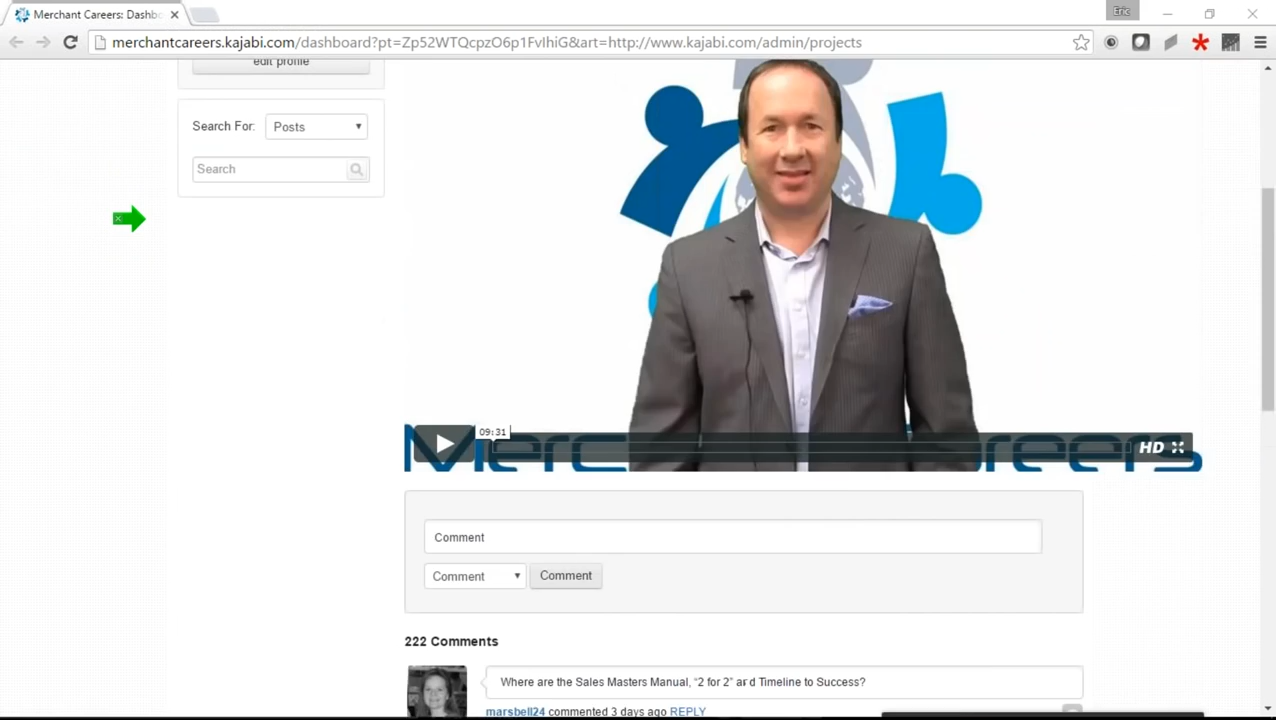 Merchant Careers: Dashbo
Eric
merchantcareers.kajabi.com/dashboard?pt=Zp52WTQcpzO6p1FvIhiG&art=http://www.kajabi.com/admin/projects
edit profile
Search For: Posts
Search
09:31
HD
Merc
areers
Comment
Comment Comment
222 Comments
Where are the Sales Masters Manual, “2 for 2” and Timeline to Success?
marsbell24 commented 3 days ago REPLY